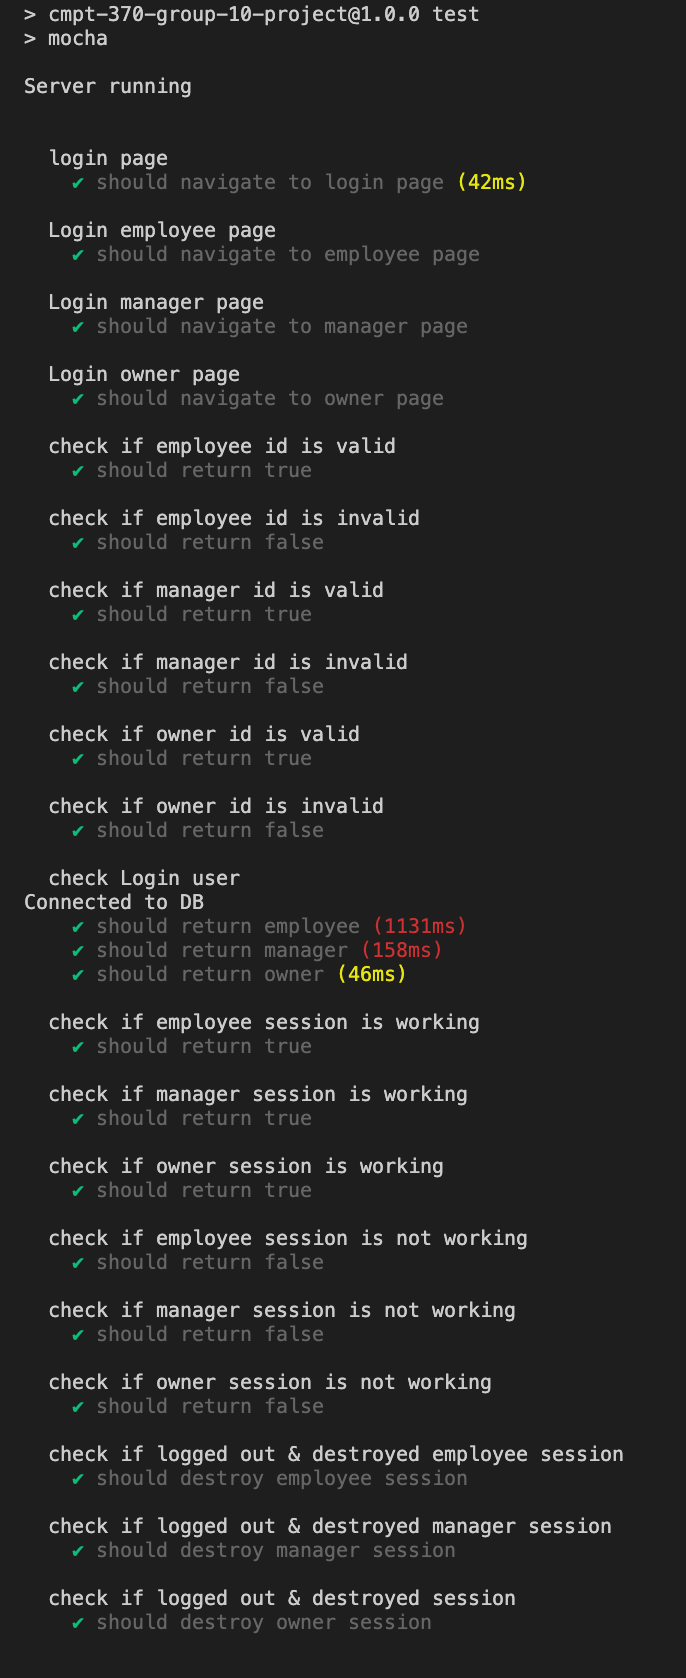 > cmpt-370-group-10-project@1.0.0 test
> mocha
Server running
login page
✔ should navigate to login page (42ms)
Login employee page
✔ should navigate to employee page
Login manager page
✔ should navigate to manager page
Login owner page
✔ should navigate to owner page
check if employee id is valid
✔ should return true
check if employee id is invalid
✔ should return false
check if manager id is valid
✔ should return true
check if manager id is invalid
✔ should return false
check if owner id is valid
✔ should return true
check if owner id is invalid
✔ should return false
check Login user
Connected to DB
✔ should return employee (1131ms)
✔ should return manager (158ms)
✔ should return owner (46ms)
check if employee session is working
✔ should return true
check if manager session is working
✔ should return true
check if owner session is working
✔ should return true
check if employee session is not working
✔ should return false
check if manager session is not working
✔ should return false
check if owner session is not working
✔ should return false
check if logged out & destroyed employee session
✔ should destroy employee session
check if logged out & destroyed manager session
✔ should destroy manager session
check if logged out & destroyed session
✔ should destroy owner session